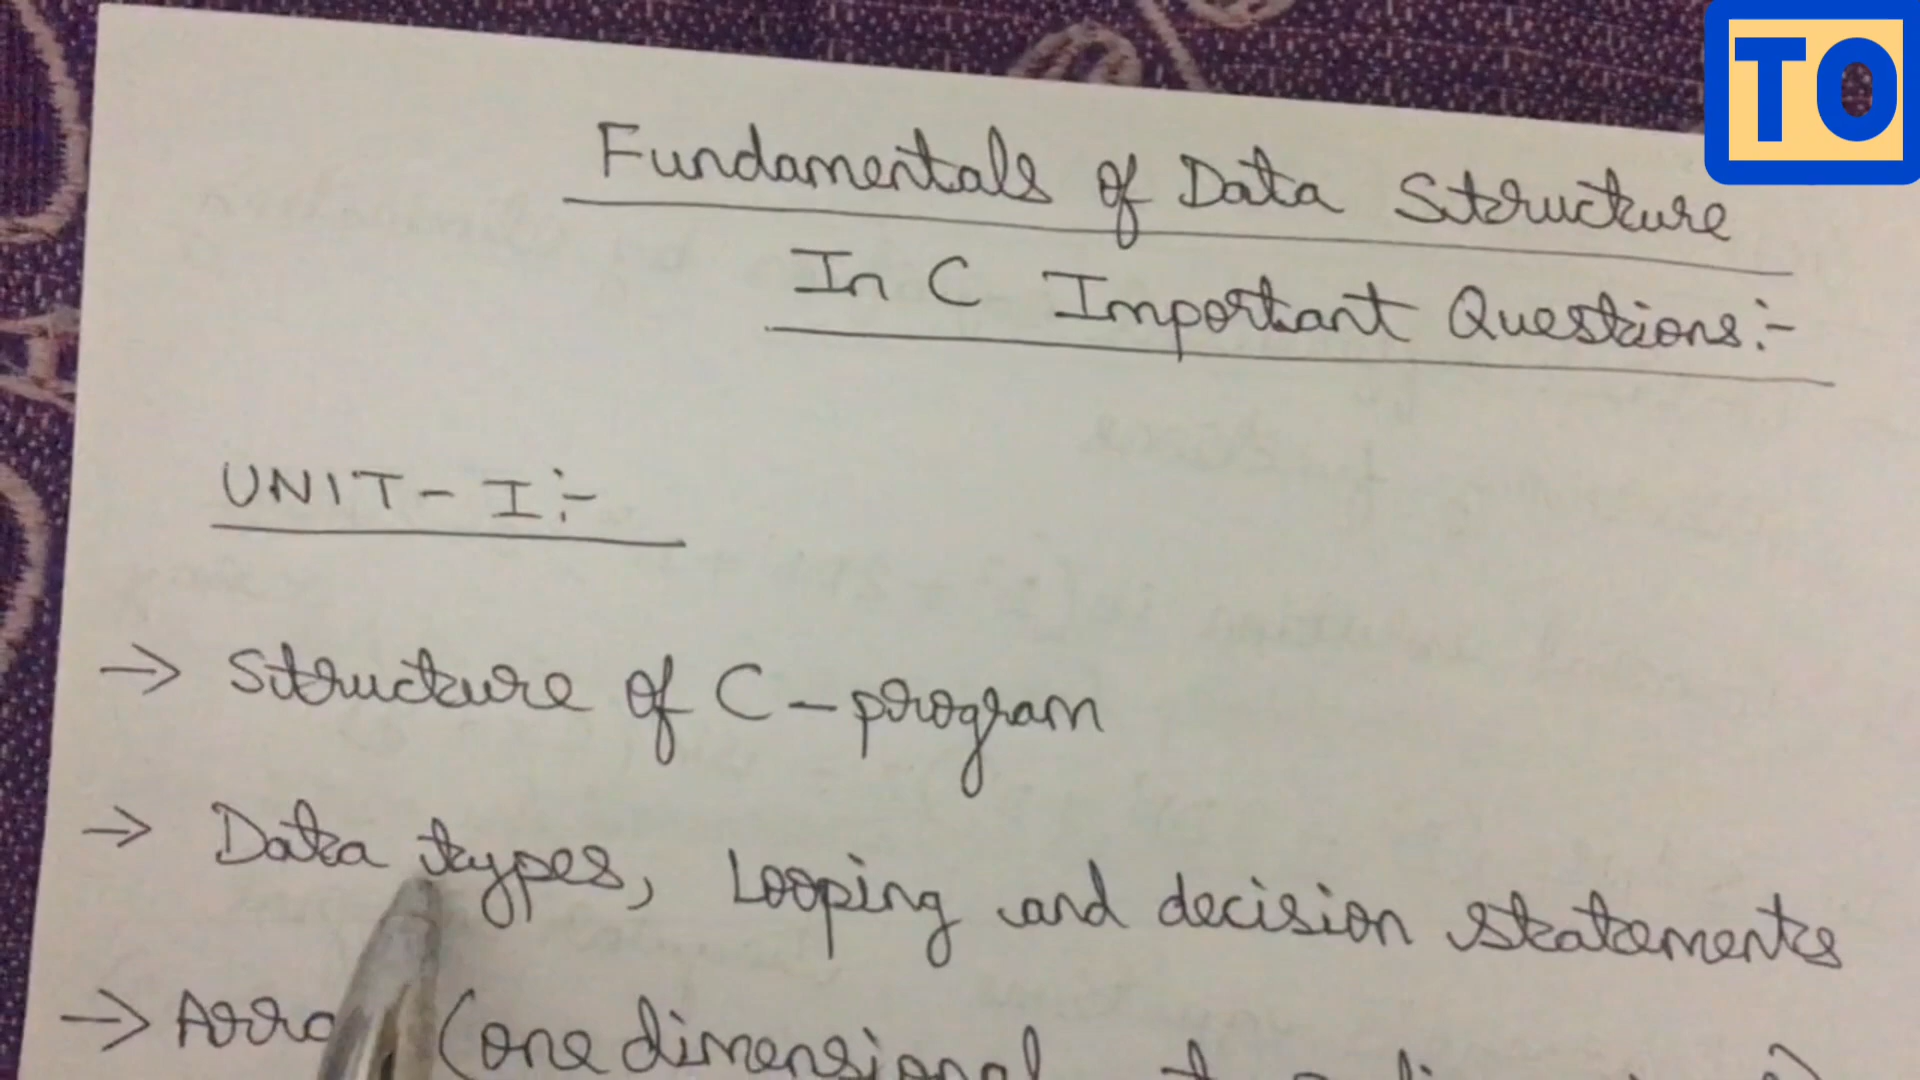 TO
Fundamentals of Data Structure
In C Important Questions:-
UNIT - I:-
→ Structure of C - program
→ Data types, Looping and decision statements
→ (one dimensional